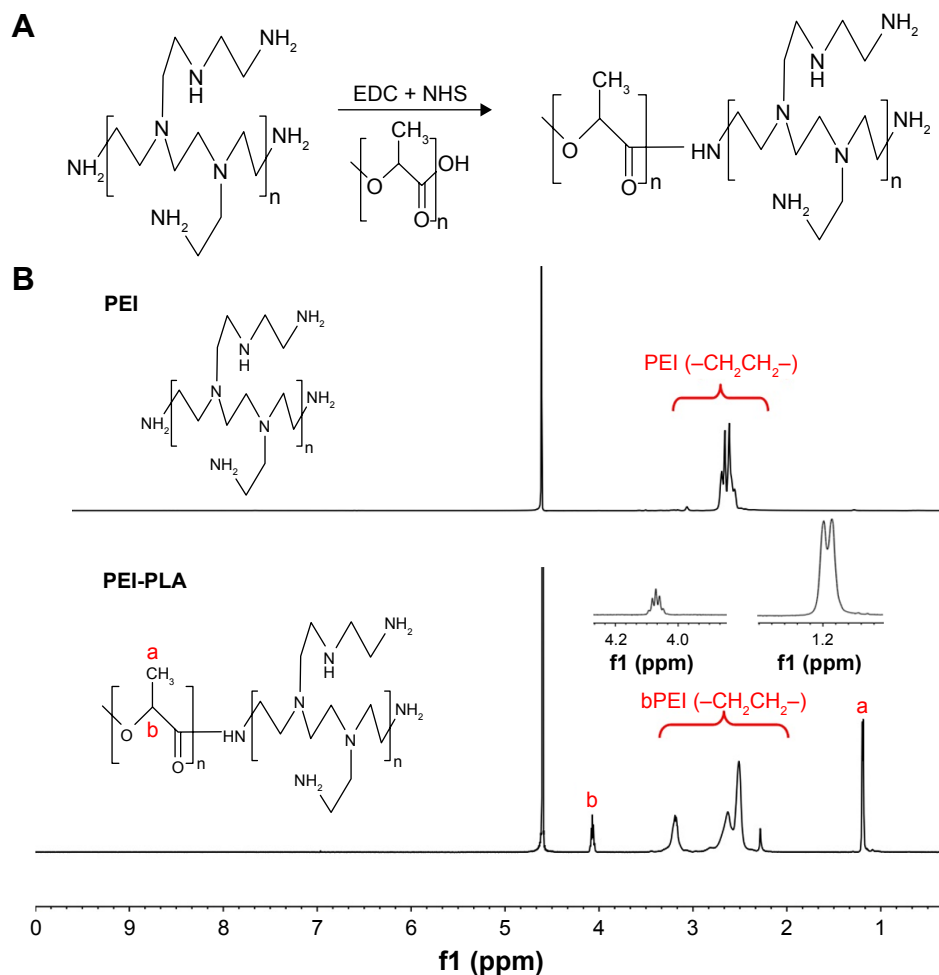 A
NH₂
N
H
EDC + NHS
CH₃
O
OH
O
n
N
NH₂
NH₂
N
n
NH₂
CH₃
O
O
n
HN
NH₂
N
H
N
NH₂
N
n
NH₂
B
PEI
NH₂
N
H
N
NH₂
NH₂
N
n
NH₂
PEI (–CH₂CH₂–)
4.2 4.0
f1 (ppm)
1.2
f1 (ppm)
PEI-PLA
a
CH₃
O
b
O
n
HN
NH₂
N
H
N
NH₂
N
n
NH₂
bPEI (–CH₂CH₂–)
b
a
0 9 8 7 6 5 4 3 2 1
f1 (ppm)